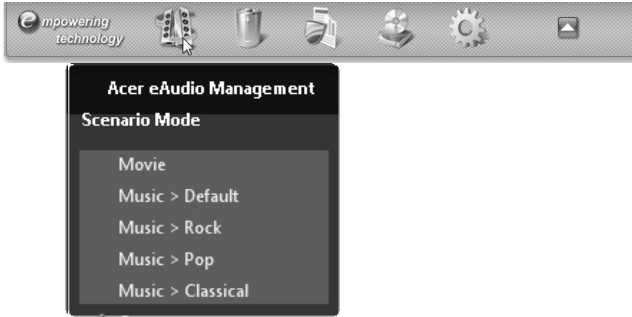 e mpowering
technology
Acer eAudio Management
Scenario Mode
Movie
Music > Default
Music > Rock
Music > Pop
Music > Classical